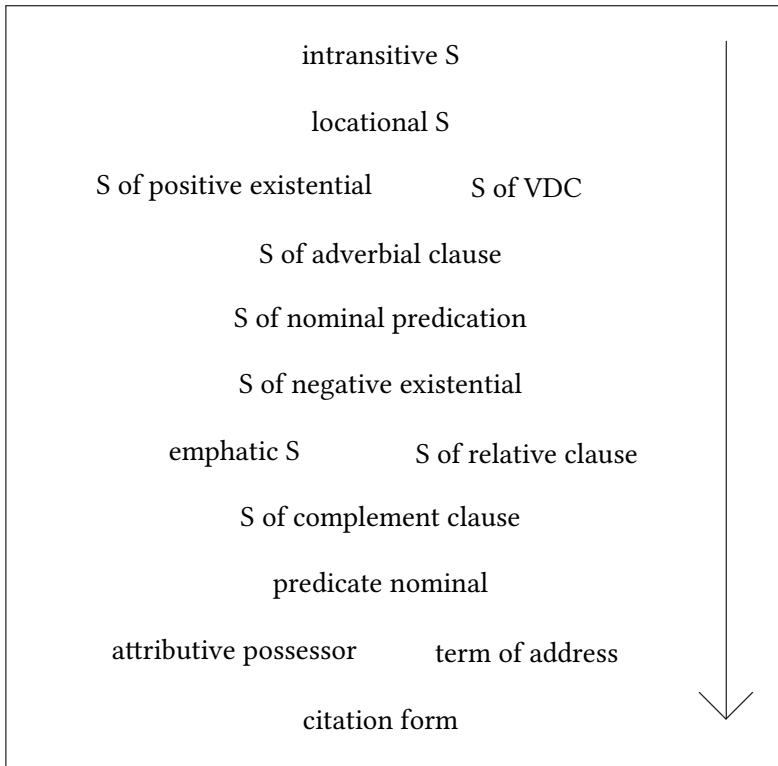 intransitive S
locational S
S of positive existential S of VDC
S of adverbial clause
S of nominal predication
S of negative existential
emphatic S S of relative clause
S of complement clause
predicate nominal
attributive possessor term of address
citation form